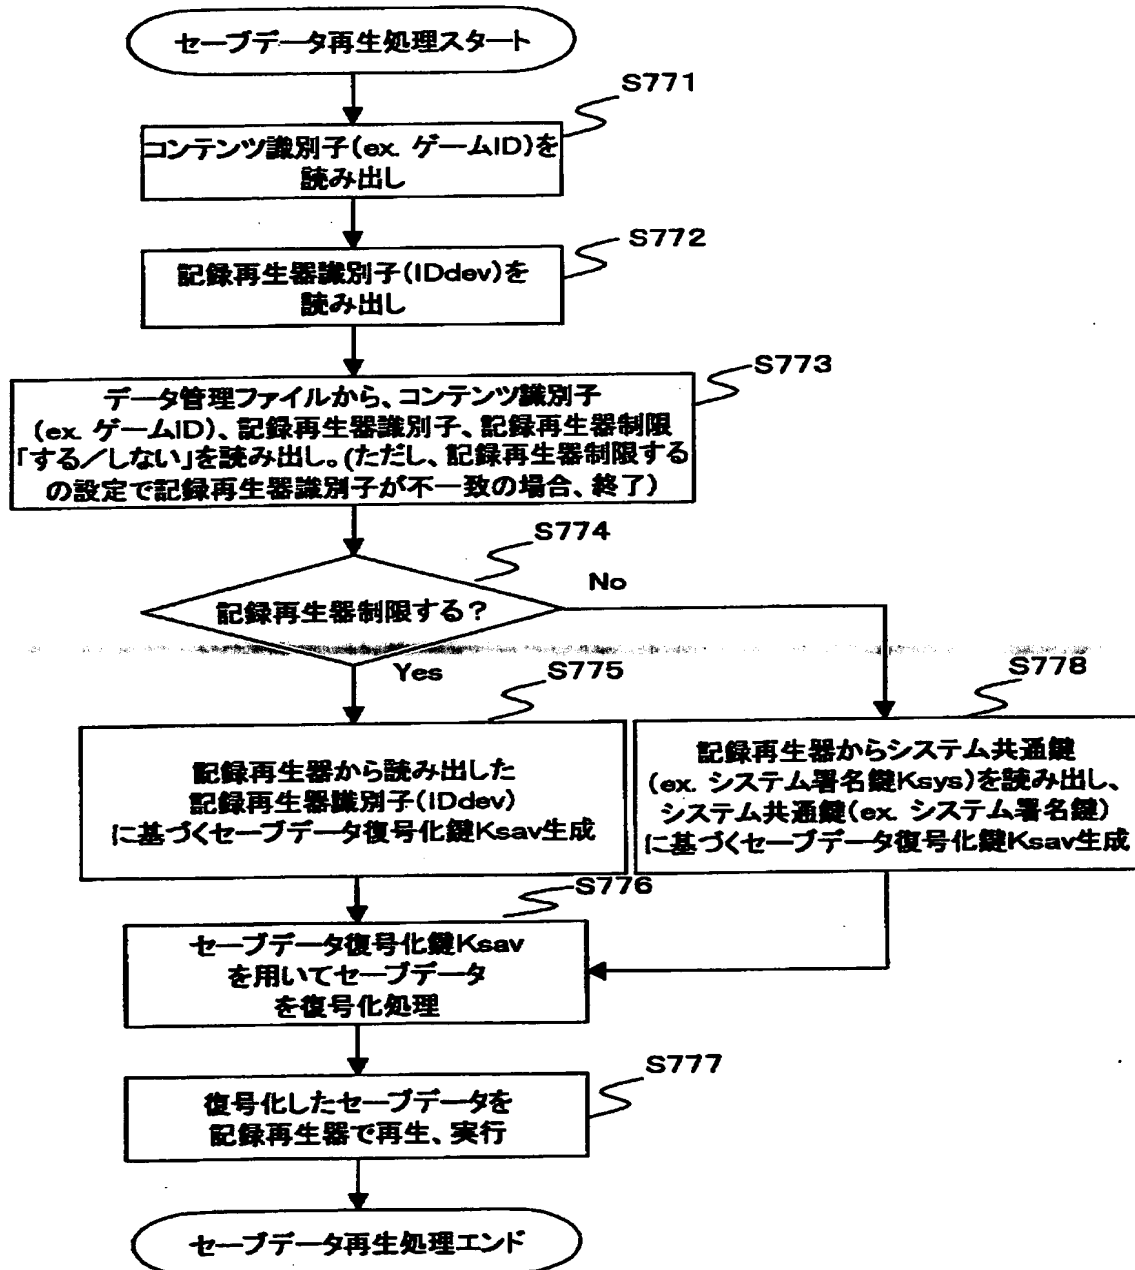 セーブデータ再生処理スタート
S771
コンテンツ識別子(ex. ゲームID)を
読み出し
S772
記録再生器識別子(IDdev)を
読み出し
S773
データ管理ファイルから、コンテンツ識別子
(ex. ゲームID)、記録再生器識別子、記録再生器制限
「する/しない」を読み出し。(ただし、記録再生器制限する
の設定で記録再生器識別子が不一致の場合、終了)
S774
記録再生器制限する?
No
Yes
S775
記録再生器から読み出した
記録再生器識別子(IDdev)
に基づくセーブデータ復号化鍵Ksav生成
S778
記録再生器からシステム共通鍵
(ex. システム署名鍵Ksys)を読み出し、
システム共通鍵(ex. システム署名鍵)
に基づくセーブデータ復号化鍵Ksav生成
S776
セーブデータ復号化鍵Ksav
を用いてセーブデータ
を復号化処理
S777
復号化したセーブデータを
記録再生器で再生、実行
セーブデータ再生処理エンド